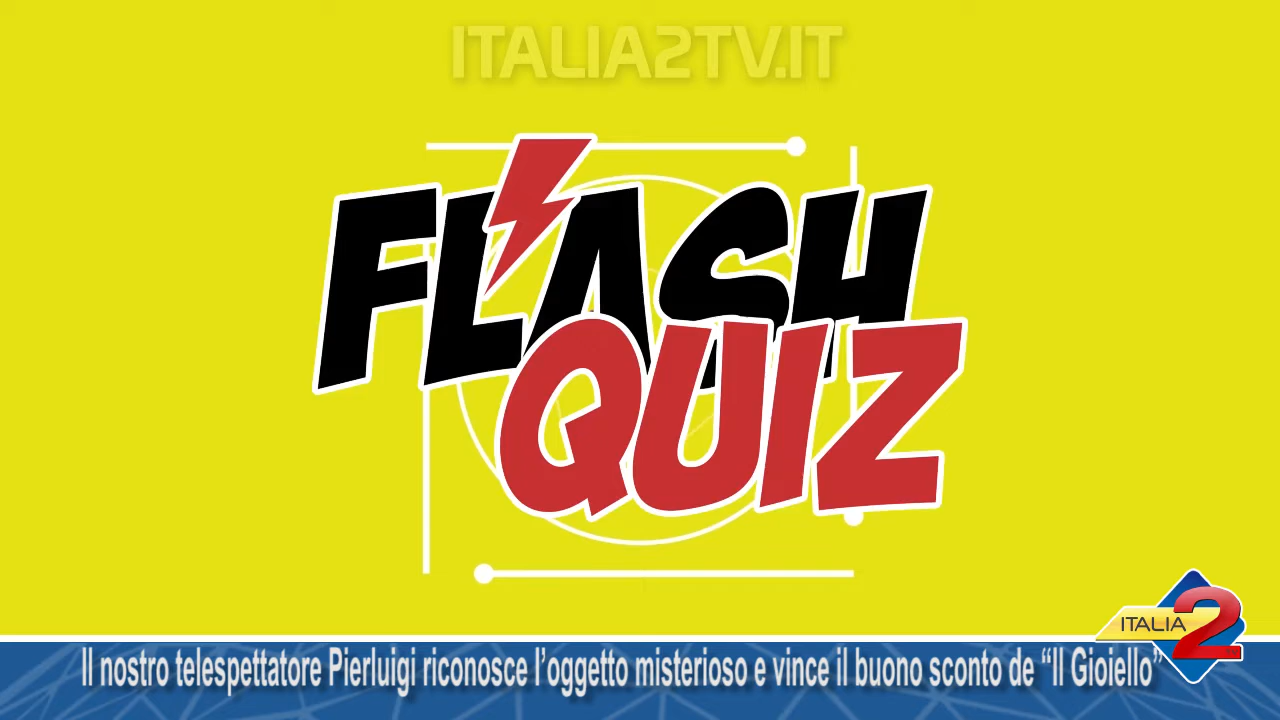 ITALIA2TV.IT
FLASH
QUIZ
ITALIA 2
Il nostro telespettatore Pierluigi riconosce l’oggetto misterioso e vince il buono sconto de “Il Gioiello”